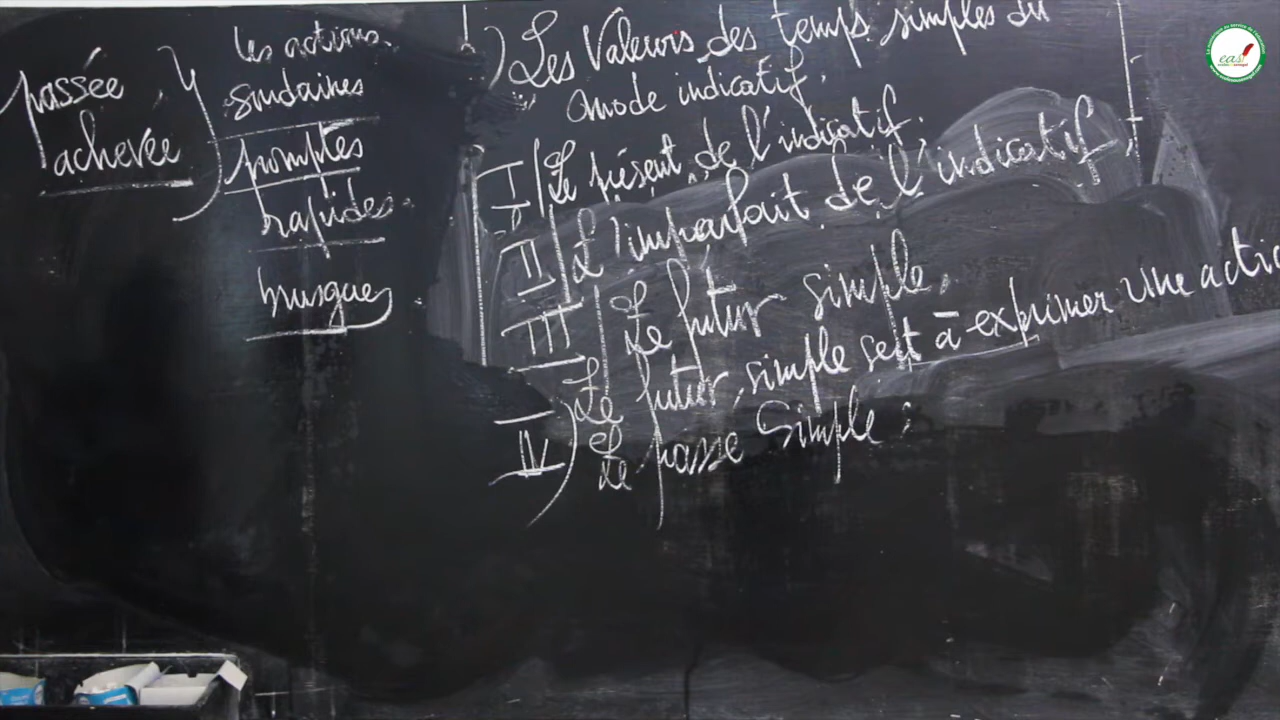 passée,
achevée
les actions
soudaines
promptes
rapides.
brusques.
I) Les Valeurs des temps simples du
mode indicatif.
I/ Le présent de l'indicatif.
II/ L'imparfait de l'indicatif
III/ Le futur simple.
Le futur simple sert à exprimer une actio
IV) Le passe Simple :
easf